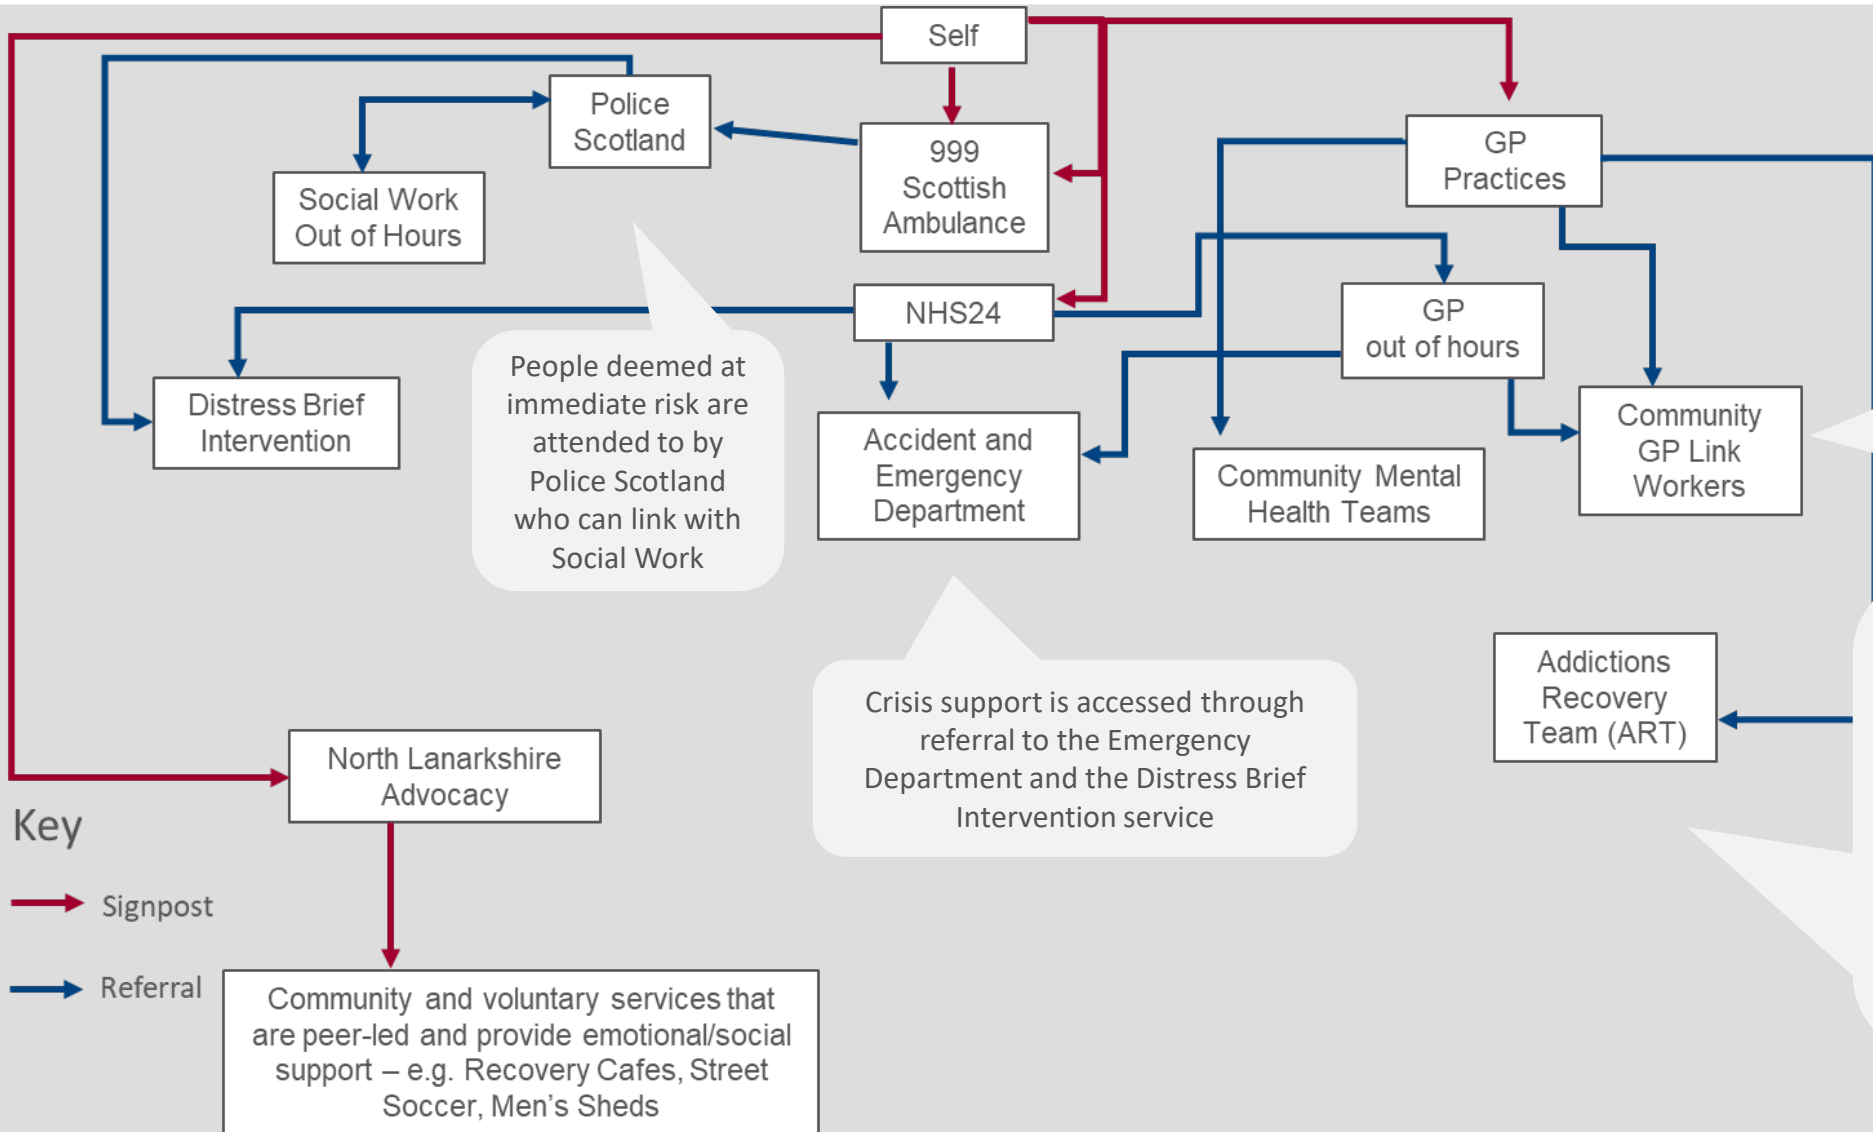 Self
Police
Scotland
999
Scottish
Ambulance
GP
Practices
Social Work
Out of Hours
NHS24
GP
out of hours
People deemed at
immediate risk are
attended to by
Police Scotland
who can link with
Social Work
Distress Brief
Intervention
Accident and
Emergency
Department
Community Mental
Health Teams
Community
GP Link
Workers
Addictions
Recovery
Team (ART)
Crisis support is accessed through
referral to the Emergency
Department and the Distress Brief
Intervention service
North Lanarkshire
Advocacy
Key
Signpost
Referral
Community and voluntary services that
are peer-led and provide emotional/social
support – e.g. Recovery Cafes, Street
Soccer, Men's Sheds